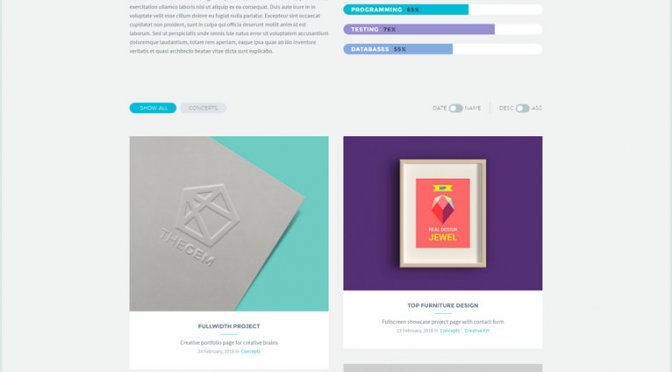 exercitation ullamco laboris nisi ut aliquip ex ea consequat. Duis aute irure in in
voluptate velit esse cillum dolore eu fugiat nulla pariatur. Excepteur sint occaecat
cupidatat non proident, sunt in culpa qui officia deserunt mollit anim id est
laborum. Sed ut perspiciatis unde omnis iste natus error sit voluptatem accusantium
doloremque laudantium, totam rem aperiam, eaque ipsa quae ab illo inventore
veritatis et quasi architecto beatae vitae dicta sunt explicabo.
PROGRAMMING 65%
TESTING 76%
DATABASES 55%
SHOW ALL
CONCEPTS
DATE NAME
DESC ASC
THEGEM
REAL DESIGN
JEWEL
FULLWIDTH PROJECT
Creative portfolio page for creative brains
24 February, 2016 in Concepts
TOP FURNITURE DESIGN
Fullscreen showcase project page with contact form
23 February, 2016 in Concepts Creative Art